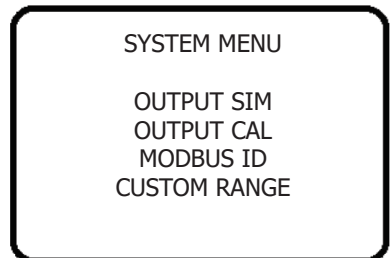 SYSTEM MENU
OUTPUT SIM
OUTPUT CAL
MODBUS ID
CUSTOM RANGE